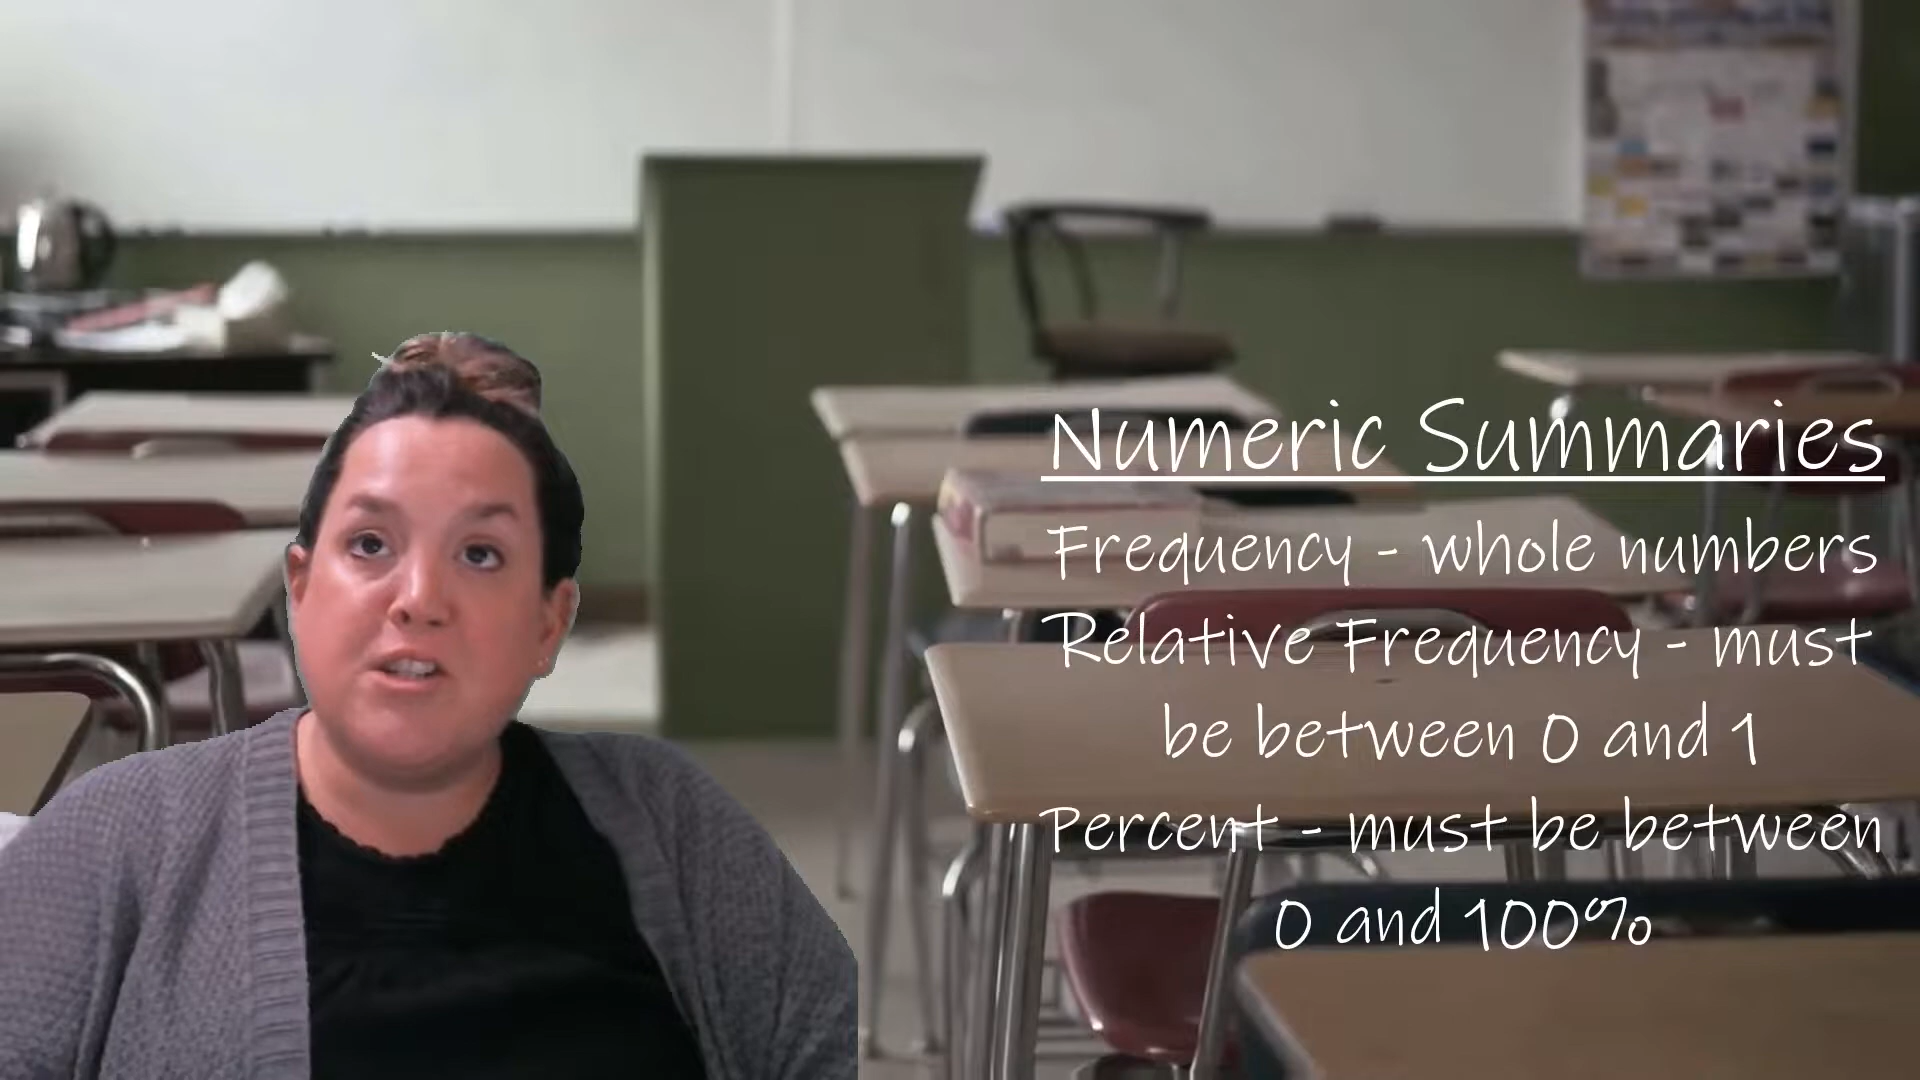 Numeric Summaries
Frequency - whole numbers
Relative Frequency - must
be between 0 and 1
Percent - must be between
0 and 100%